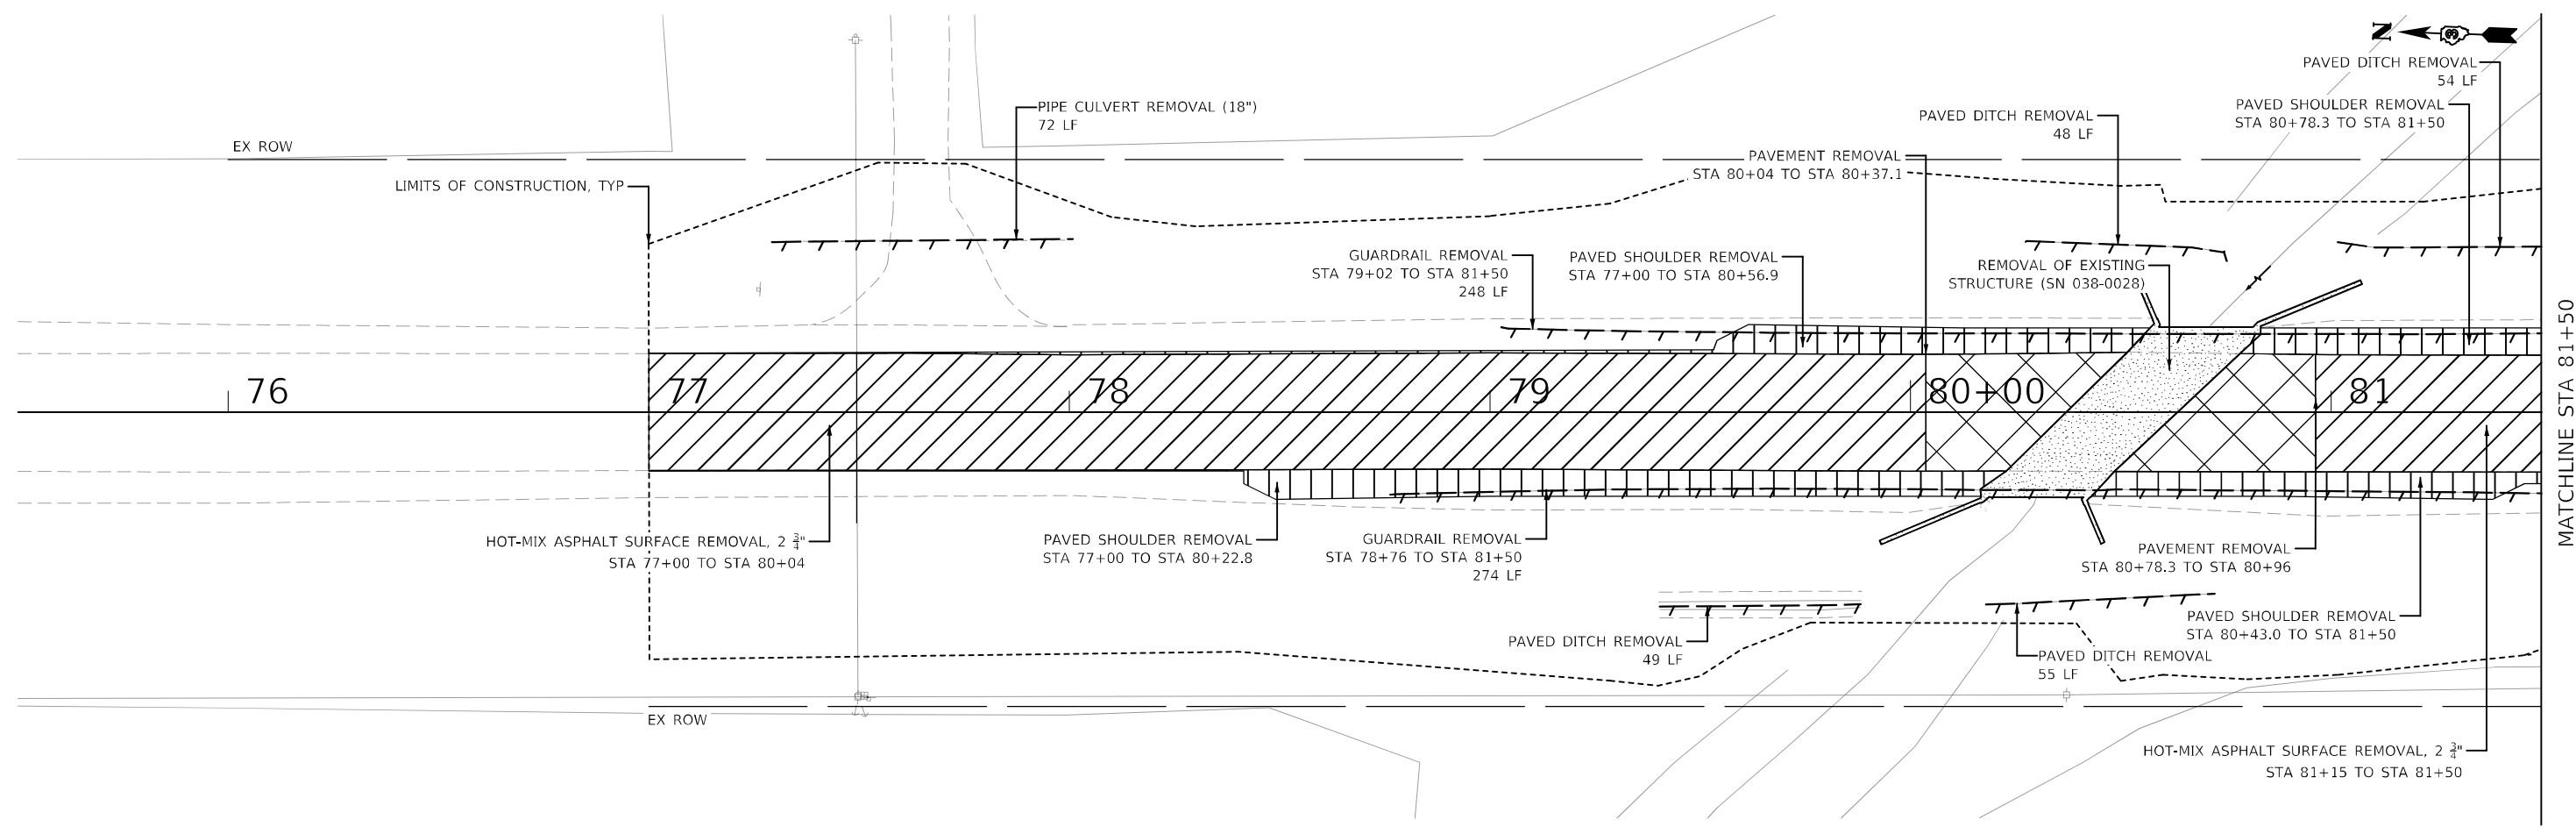 N
PAVED DITCH REMOVAL
54 LF
PAVED SHOULDER REMOVAL
STA 80+78.3 TO STA 81+50
PIPE CULVERT REMOVAL (18")
72 LF
PAVED DITCH REMOVAL
48 LF
EX ROW
PAVEMENT REMOVAL
STA 80+04 TO STA 80+37.1
LIMITS OF CONSTRUCTION, TYP
GUARDRAIL REMOVAL
STA 79+02 TO STA 81+50
248 LF
PAVED SHOULDER REMOVAL
STA 77+00 TO STA 80+56.9
REMOVAL OF EXISTING
STRUCTURE (SN 038-0028)
76
77
78
79
80+00
81
MATCHLINE STA 81+50
HOT-MIX ASPHALT SURFACE REMOVAL, 2 3/4"
STA 77+00 TO STA 80+04
PAVED SHOULDER REMOVAL
STA 77+00 TO STA 80+22.8
GUARDRAIL REMOVAL
STA 78+76 TO STA 81+50
274 LF
PAVEMENT REMOVAL
STA 80+78.3 TO STA 80+96
PAVED SHOULDER REMOVAL
STA 80+43.0 TO STA 81+50
PAVED DITCH REMOVAL
49 LF
PAVED DITCH REMOVAL
55 LF
EX ROW
HOT-MIX ASPHALT SURFACE REMOVAL, 2 3/4"
STA 81+15 TO STA 81+50